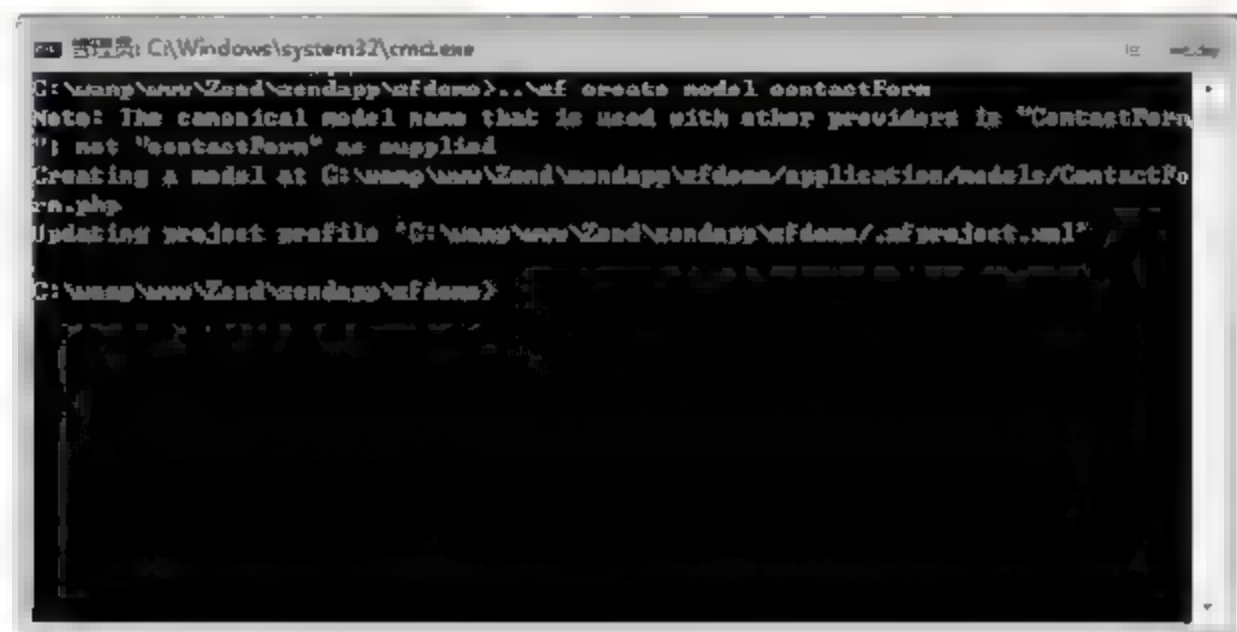 管理员: C:\Windows\system32\cmd.exe
G:\wamp\www\Zend\zendapp\zfdemo>..\zf create model contactForm
Note: The canonical model name that is used with other providers is "ContactForm
"; not "contactForm" as supplied
Creating a model at G:\wamp\www\Zend\zendapp\zfdemo/application/models/ContactFo
rm.php
Updating project profile "G:\wamp\www\Zend\zendapp\zfdemo/.zfproject.xml"
G:\wamp\www\Zend\zendapp\zfdemo>